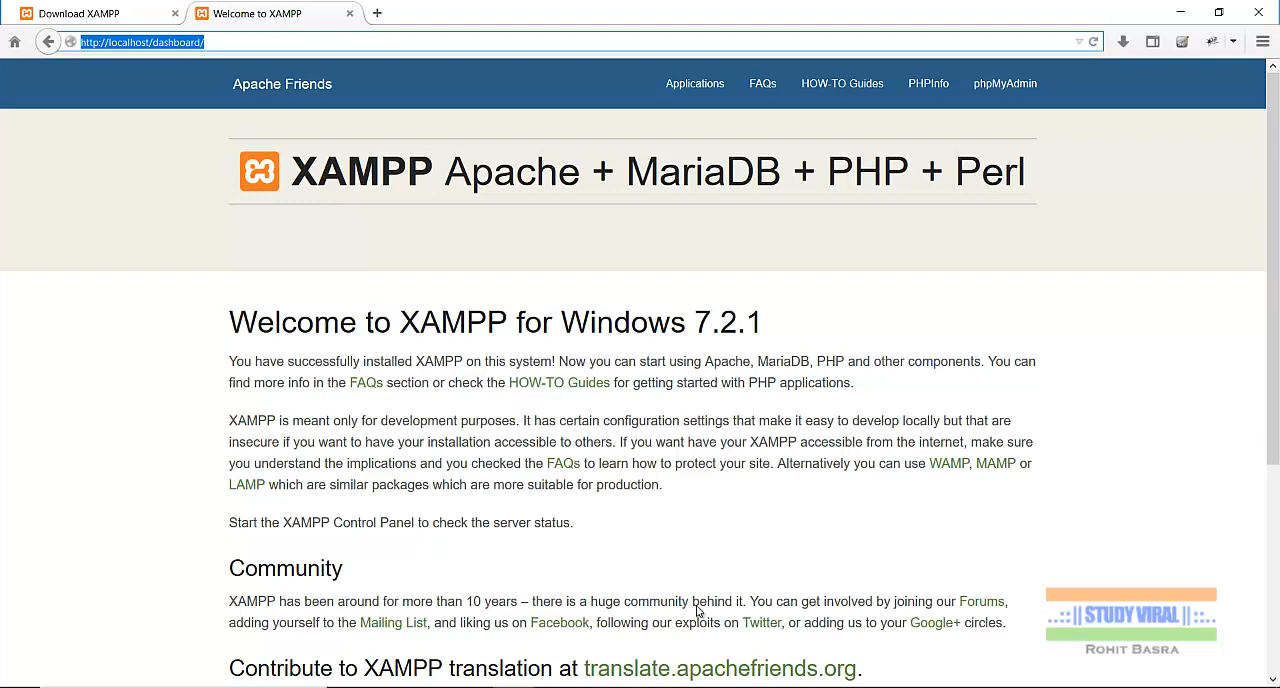 Download XAMPP
Welcome to XAMPP
http://localhost/dashboard/
Apache Friends
Applications
FAQs
HOW-TO Guides
PHPInfo
phpMyAdmin
XAMPP Apache + MariaDB + PHP + Perl
Welcome to XAMPP for Windows 7.2.1
You have successfully installed XAMPP on this system! Now you can start using Apache, MariaDB, PHP and other components. You can
find more info in the FAQs section or check the HOW-TO Guides for getting started with PHP applications.
XAMPP is meant only for development purposes. It has certain configuration settings that make it easy to develop locally but that are
insecure if you want to have your installation accessible to others. If you want have your XAMPP accessible from the internet, make sure
you understand the implications and you checked the FAQs to learn how to protect your site. Alternatively you can use WAMP, MAMP or
LAMP which are similar packages which are more suitable for production.
Start the XAMPP Control Panel to check the server status.
Community
XAMPP has been around for more than 10 years – there is a huge community behind it. You can get involved by joining our Forums,
adding yourself to the Mailing List, and liking us on Facebook, following our exploits on Twitter, or adding us to your Google+ circles.
Contribute to XAMPP translation at translate.apachefriends.org.
..::|| STUDY VIRAL ||::..
ROHIT BASRA